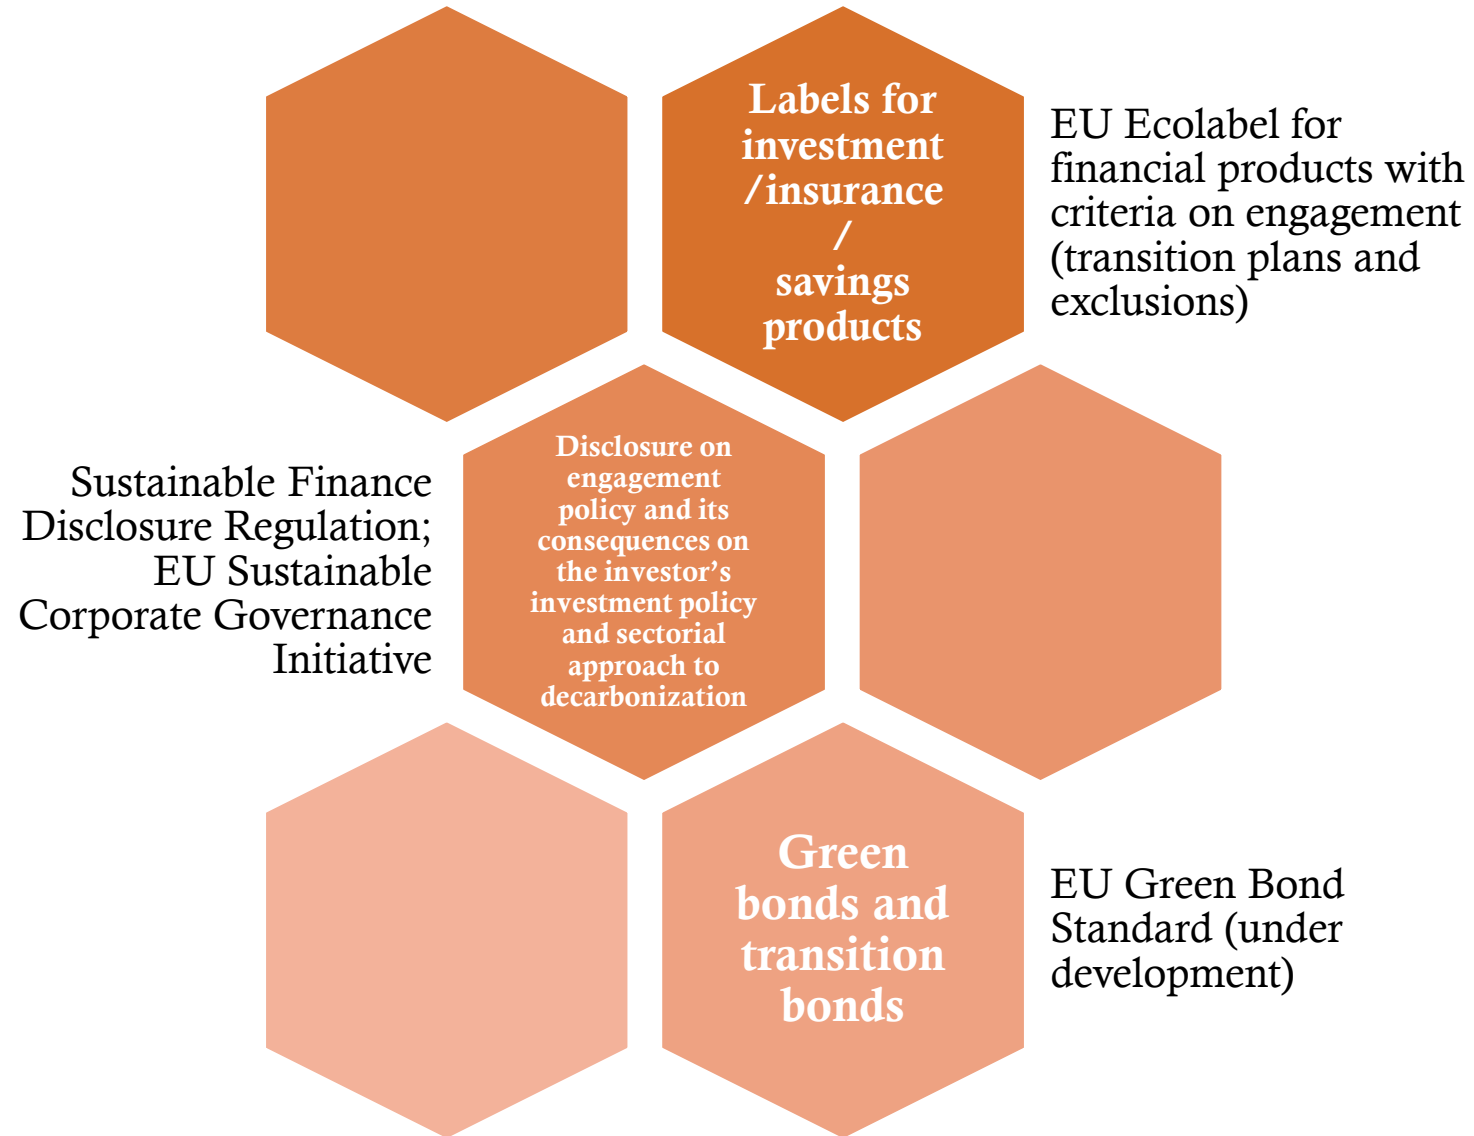 Labels for
investment
/insurance
/
savings
products
EU Ecolabel for
financial products with
criteria on engagement
(transition plans and
exclusions)
Sustainable Finance
Disclosure Regulation;
EU Sustainable
Corporate Governance
Initiative
Disclosure on
engagement
policy and its
consequences on
the investor’s
investment policy
and sectorial
approach to
decarbonization
Green
bonds and
transition
bonds
EU Green Bond
Standard (under
development)